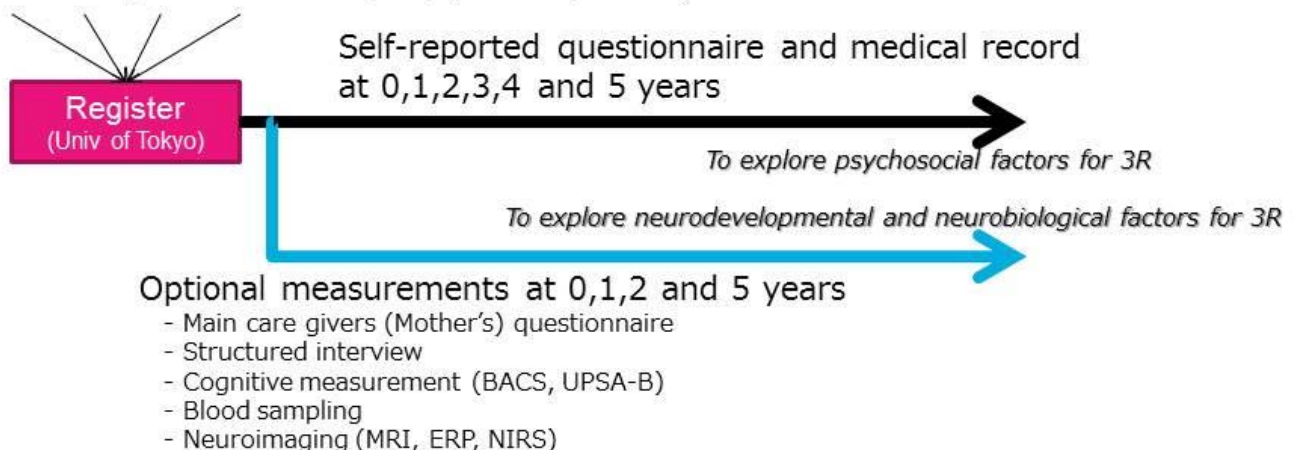 Self-reported questionnaire and medical record
at 0,1,2,3,4 and 5 years
Register
(Univ of Tokyo)
To explore psychosocial factors for 3R
To explore neurodevelopmental and neurobiological factors for 3R
Optional measurements at 0,1,2 and 5 years
- Main care givers (Mother's) questionnaire
- Structured interview
- Cognitive measurement (BACS, UPSA-B)
- Blood sampling
- Neuroimaging (MRI, ERP, NIRS)